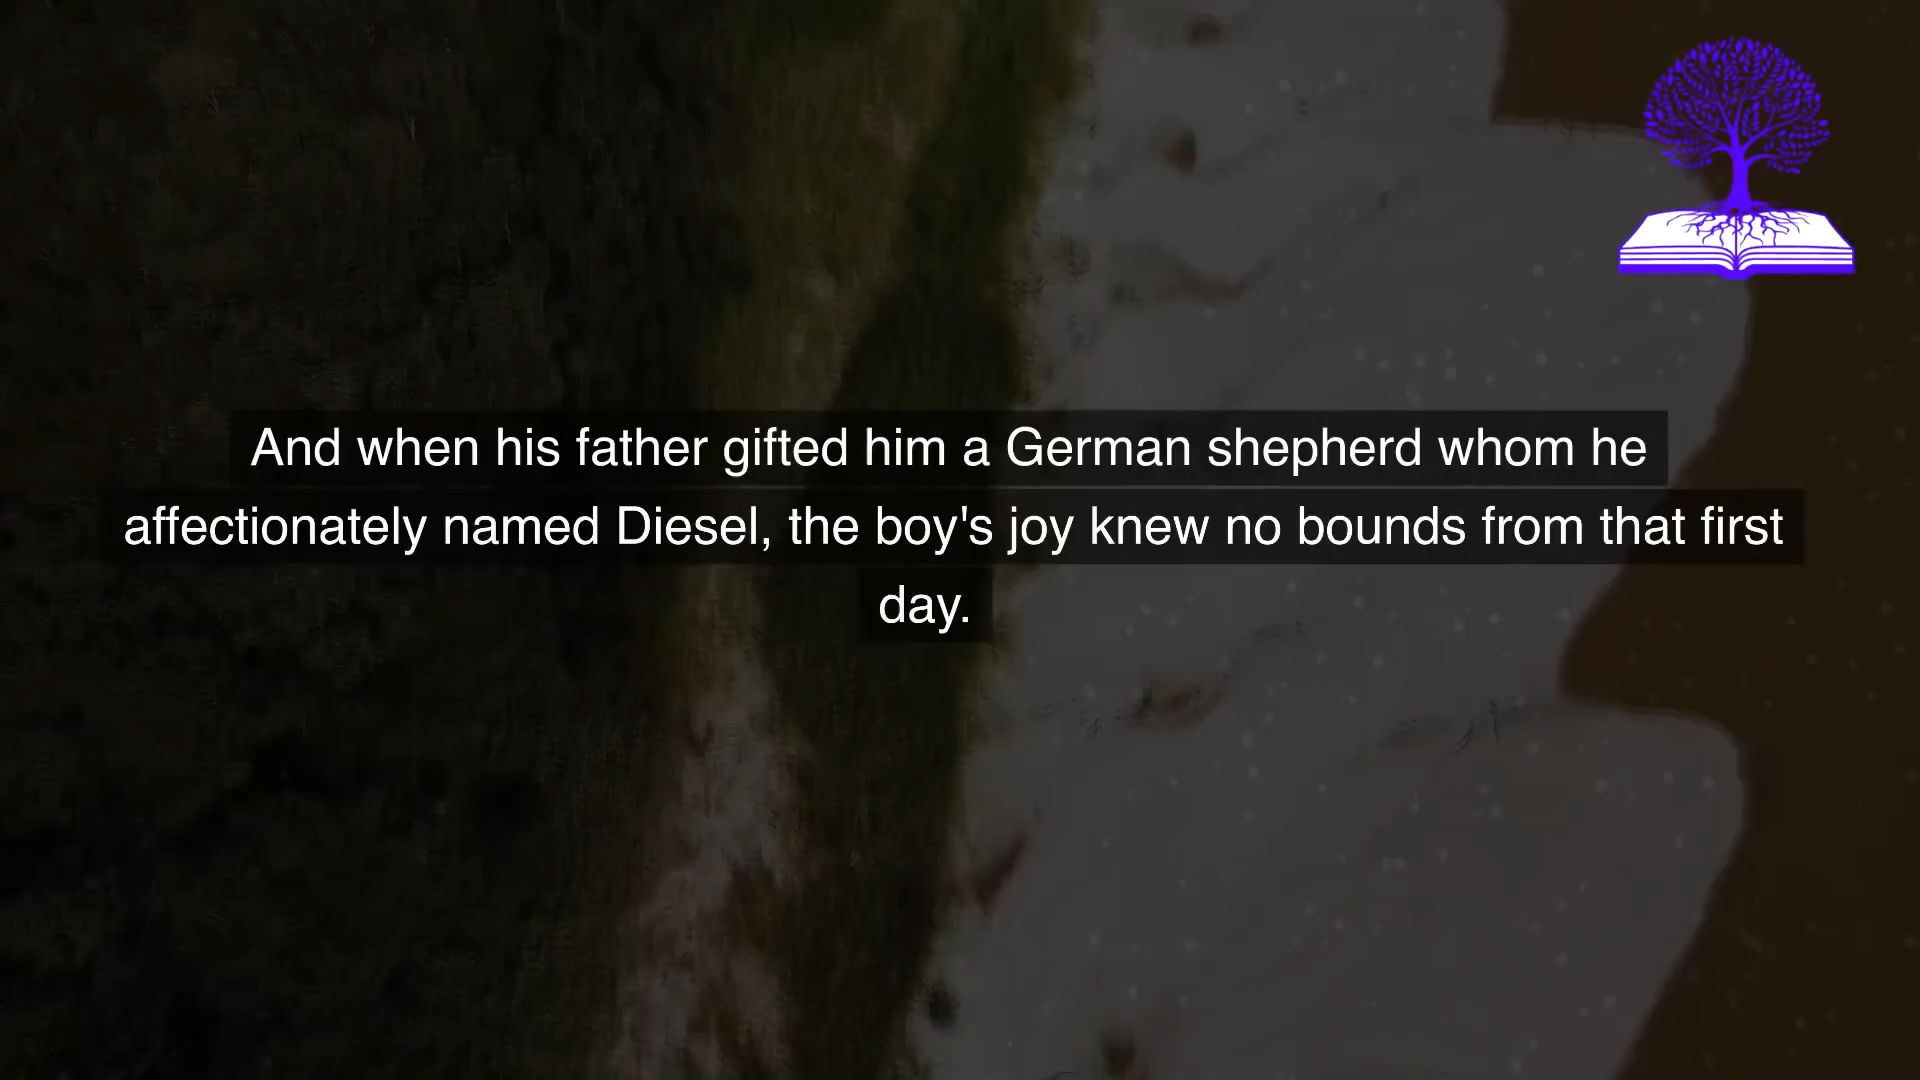 And when his father gifted him a German shepherd whom he
affectionately named Diesel, the boy's joy knew no bounds from that first
day.